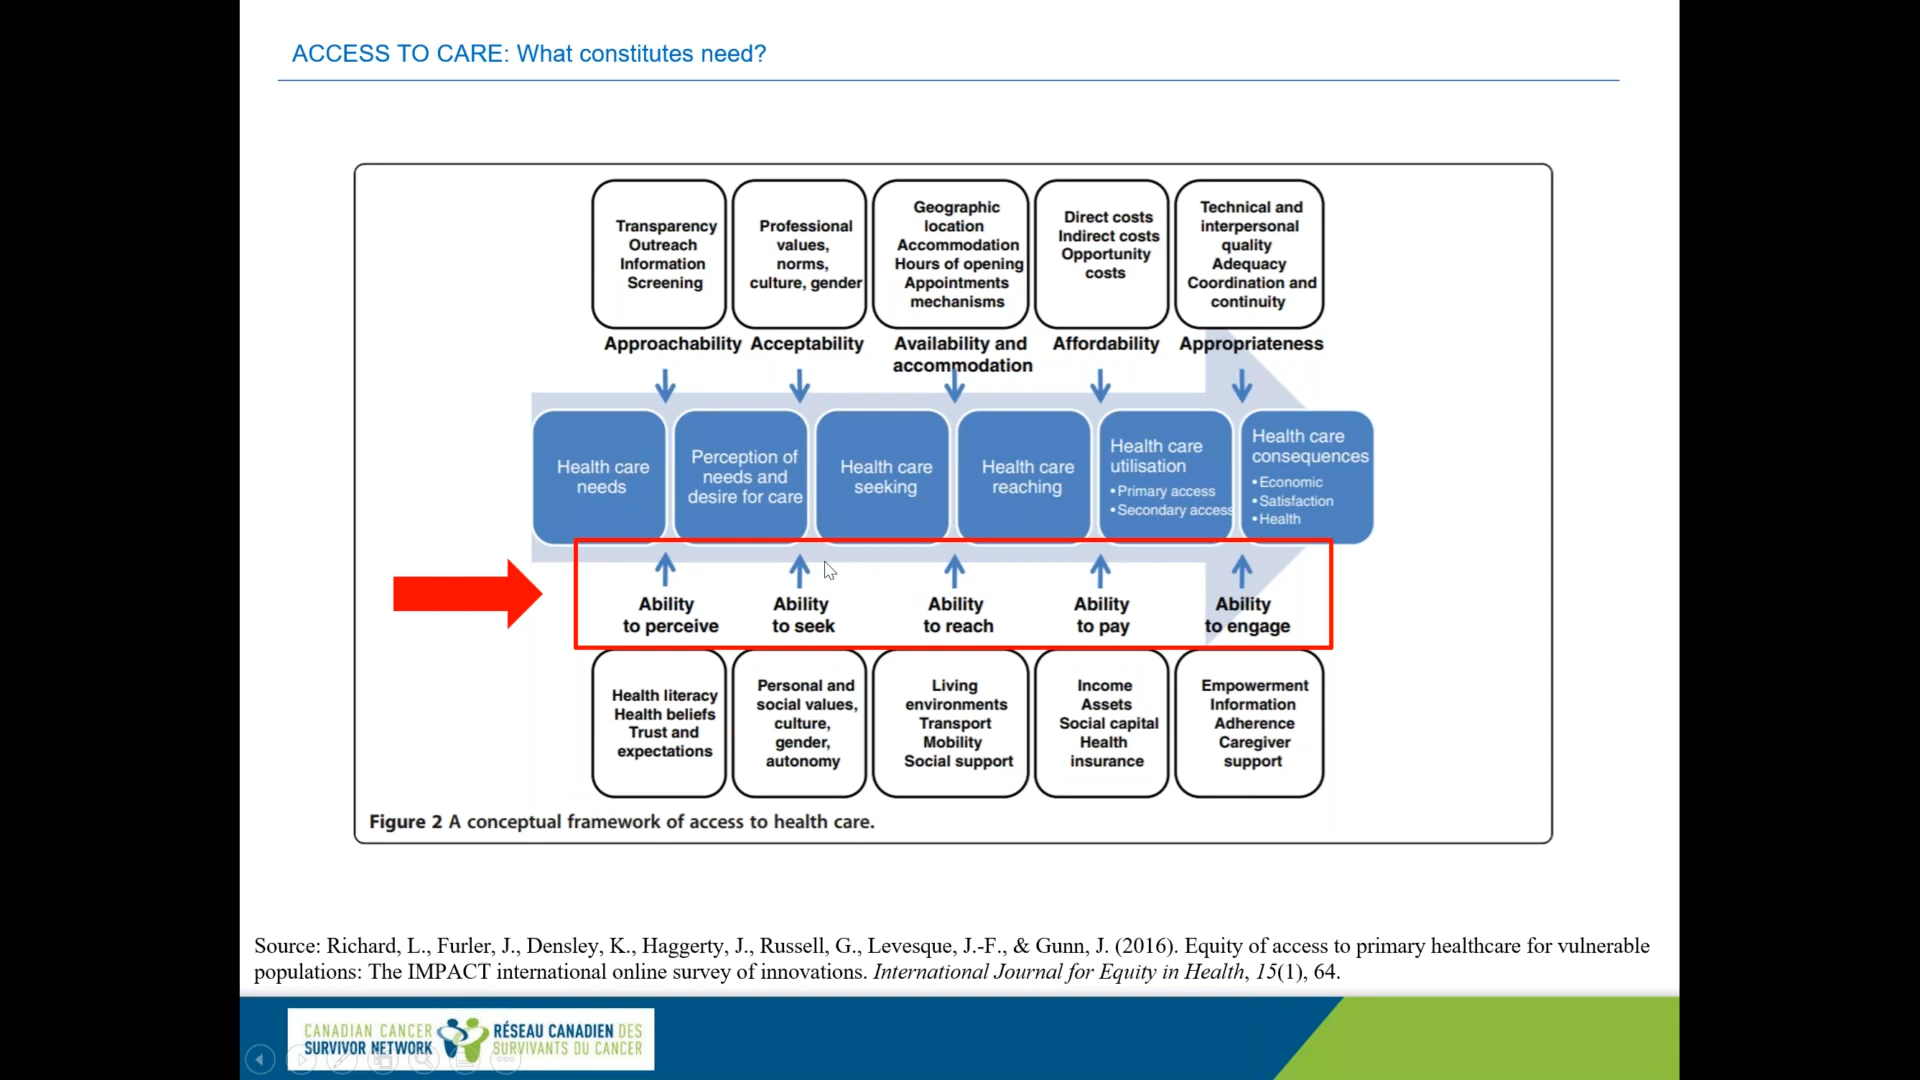 ACCESS TO CARE: What constitutes need?
Transparency
Outreach
Information
Screening
Professional
values,
norms,
culture, gender
Geographic
location
Accommodation
Hours of opening
Appointments
mechanisms
Direct costs
Indirect costs
Opportunity
costs
Technical and
interpersonal
quality
Adequacy
Coordination and
continuity
Approachability
Acceptability
Availability and
accommodation
Affordability
Appropriateness
Health care
needs
Perception of
needs and
desire for care
Health care
seeking
Health care
reaching
Health care
utilisation
• Primary access
• Secondary access
Health care
consequences
• Economic
• Satisfaction
• Health
Ability
to perceive
Ability
to seek
Ability
to reach
Ability
to pay
Ability
to engage
Health literacy
Health beliefs
Trust and
expectations
Personal and
social values,
culture,
gender,
autonomy
Living
environments
Transport
Mobility
Social support
Income
Assets
Social capital
Health
insurance
Empowerment
Information
Adherence
Caregiver
support
Figure 2 A conceptual framework of access to health care.
Source: Richard, L., Furler, J., Densley, K., Haggerty, J., Russell, G., Levesque, J.-F., & Gunn, J. (2016). Equity of access to primary healthcare for vulnerable
populations: The IMPACT international online survey of innovations. International Journal for Equity in Health, 15(1), 64.
CANADIAN CANCER
SURVIVOR NETWORK
RÉSEAU CANADIEN DES
SURVIVANTS DU CANCER